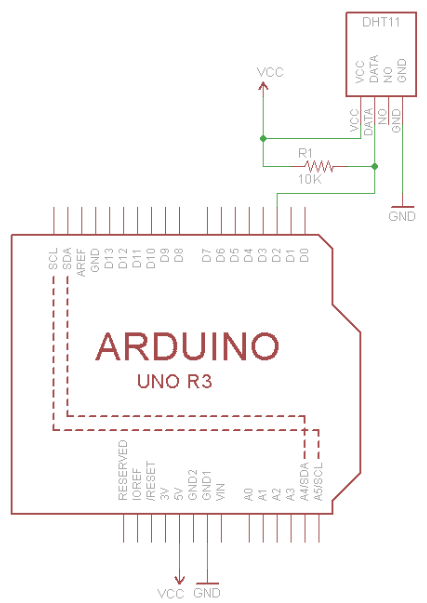 DHT11
VCC
DATA
NO
GND
VCC
VCC
DATA
NO
GND
R1
10K
GND
SCL
SDA
AREF
GND
D13
D12
D11
D10
D9
D8
D7
D6
D5
D4
D3
D2
D1
D0
ARDUINO
UNO R3
RESERVED
IOREF
/RESET
3V
5V
GND2
GND1
VIN
A0
A1
A2
A3
A4/SDA
A5/SCL
VCC
GND